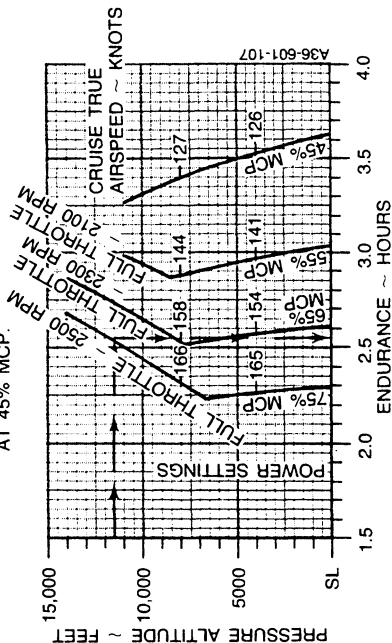 AT 45% MCP.
CRUISE TRUE
AIRSPEED ~ KNOTS
FULL THROTTLE
- 2100 RPM
FULL THROTTLE
- 2300 RPM
FULL THROTTLE
2500 RPM
15,000
10,000
5000
SL
PRESSURE ALTITUDE ~ FEET
POWER SETTINGS
166
158
144
127
165
154
141
126
75% MCP
65% MCP
55% MCP
45% MCP
1.5
2.0
2.5
3.0
3.5
4.0
ENDURANCE ~ HOURS
A36-601-107